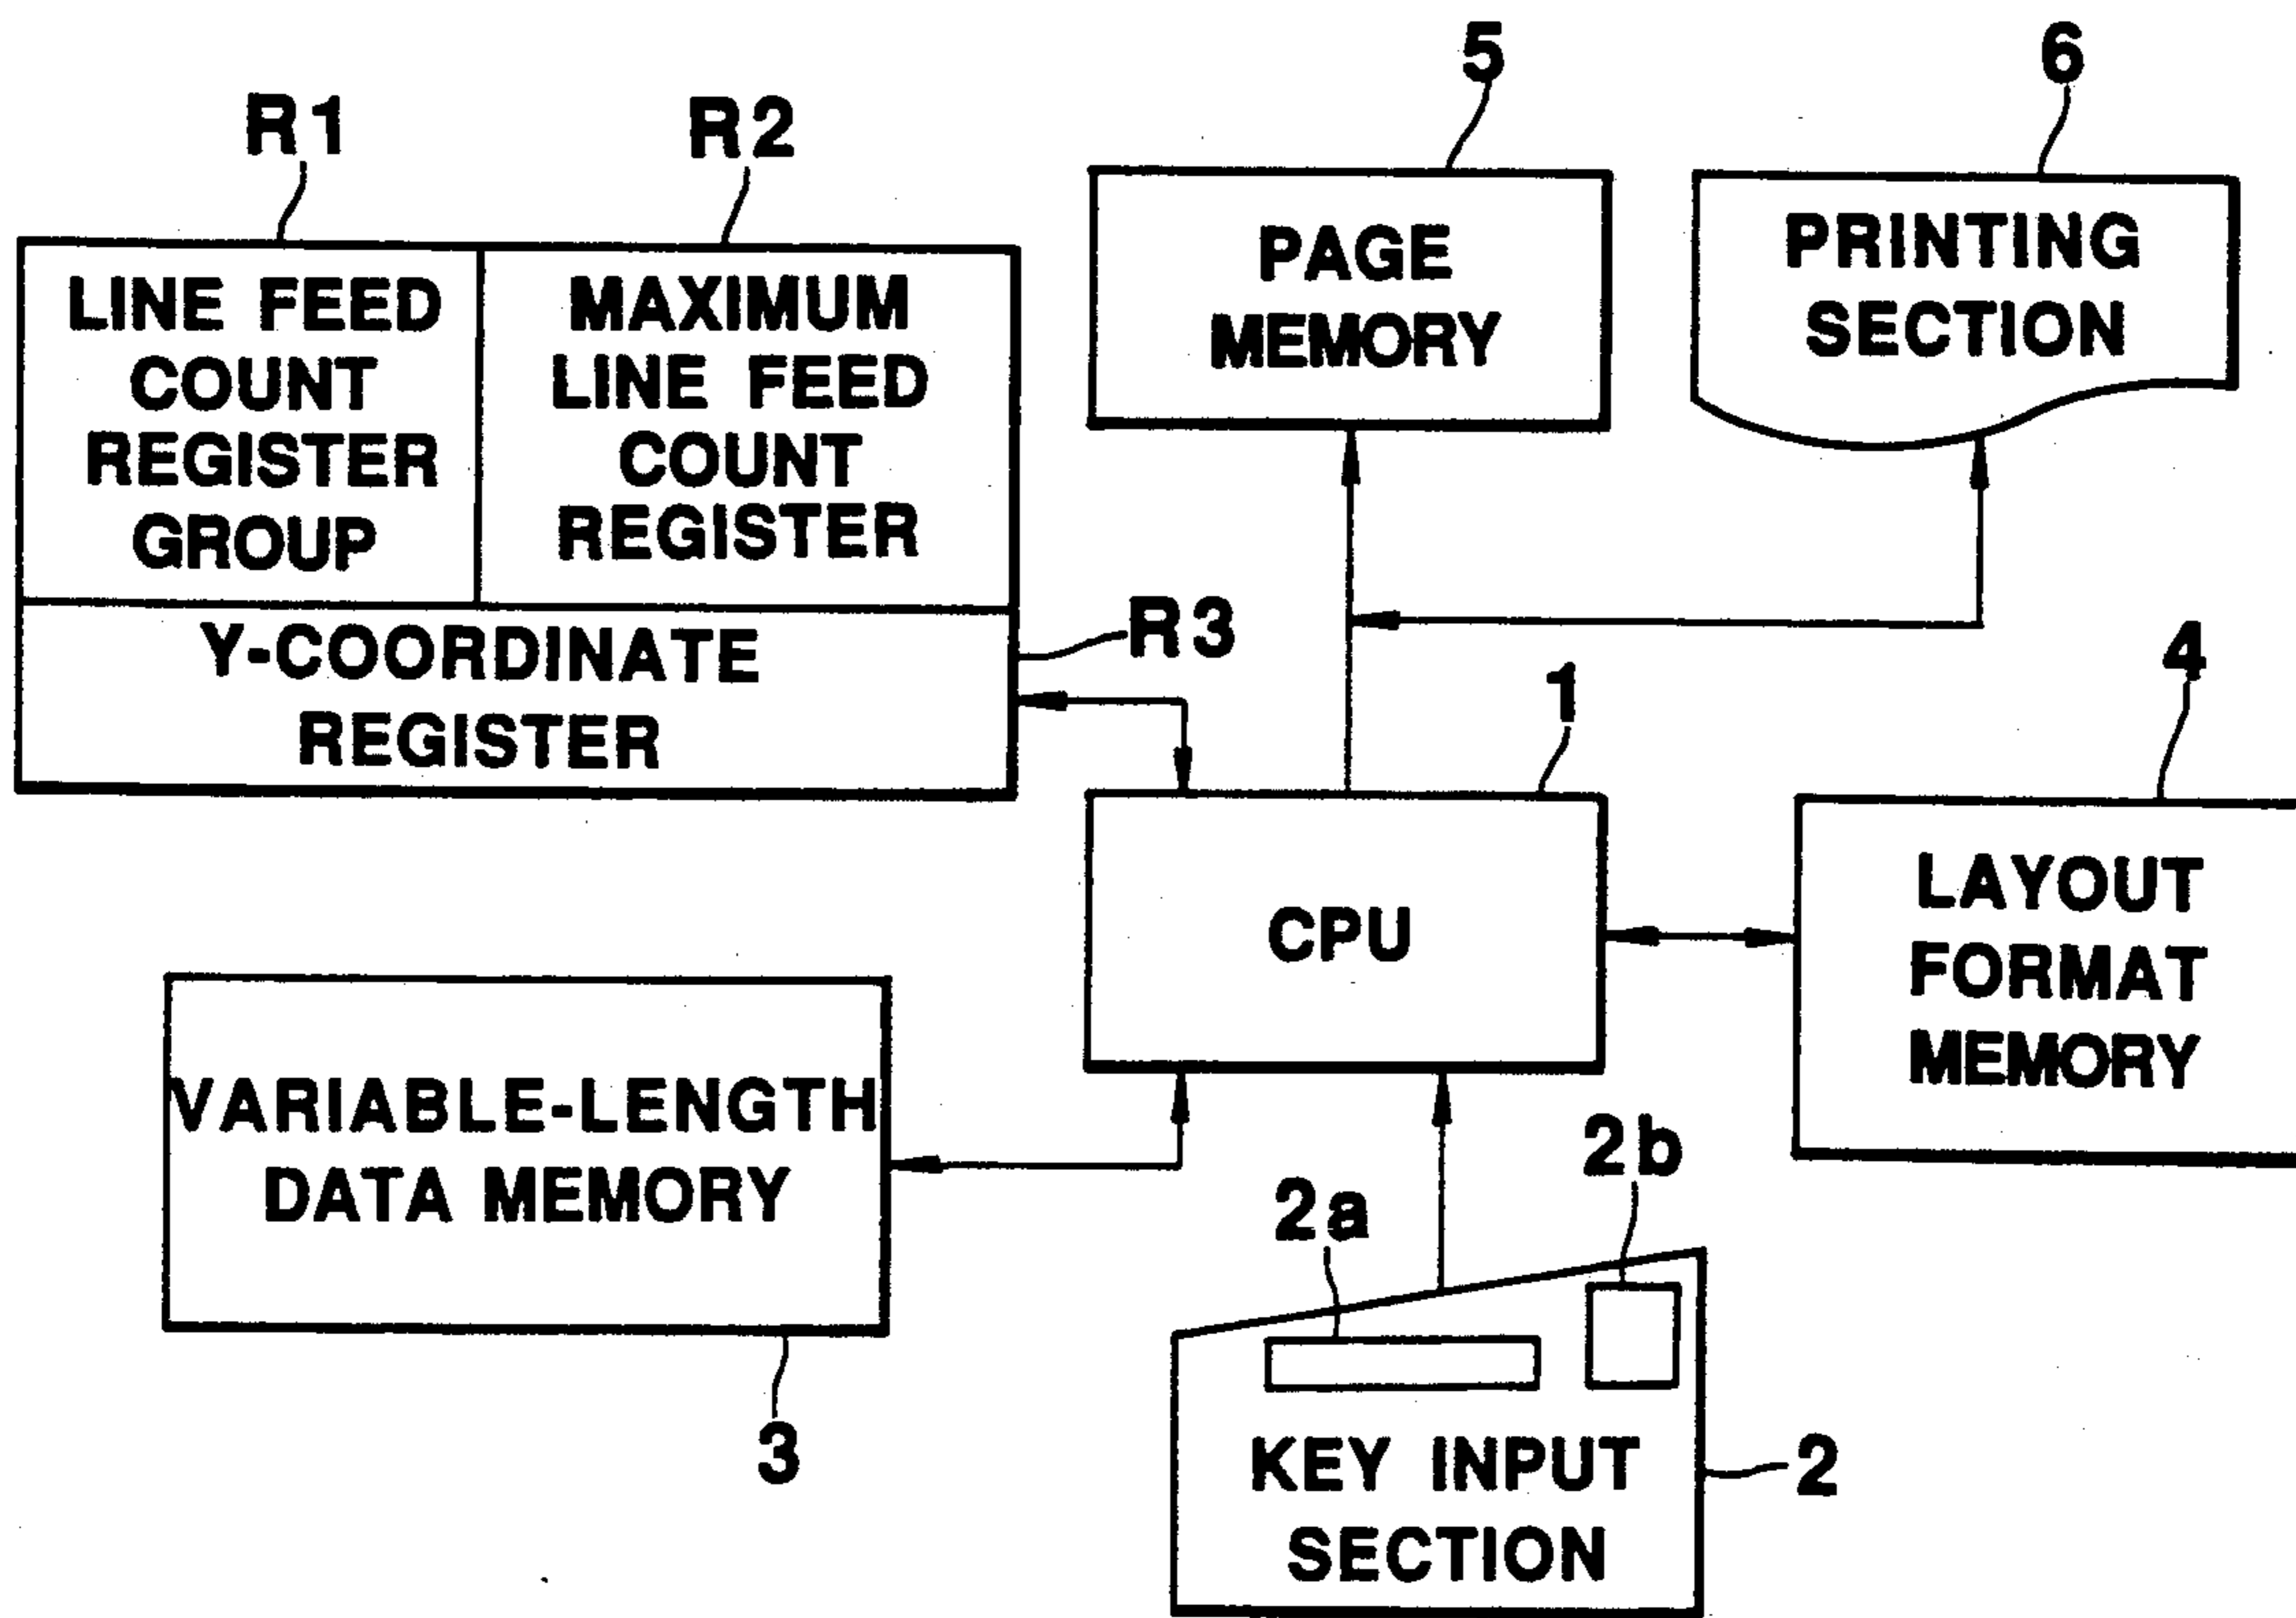 5
6
R1
R2
LINE FEED
COUNT
REGISTER
GROUP
MAXIMUM
LINE FEED
COUNT
REGISTER
Y-COORDINATE
REGISTER
R3
PAGE
MEMORY
PRINTING
SECTION
1
4
CPU
LAYOUT
FORMAT
MEMORY
VARIABLE-LENGTH
DATA MEMORY
3
2a
2b
KEY INPUT
SECTION
2